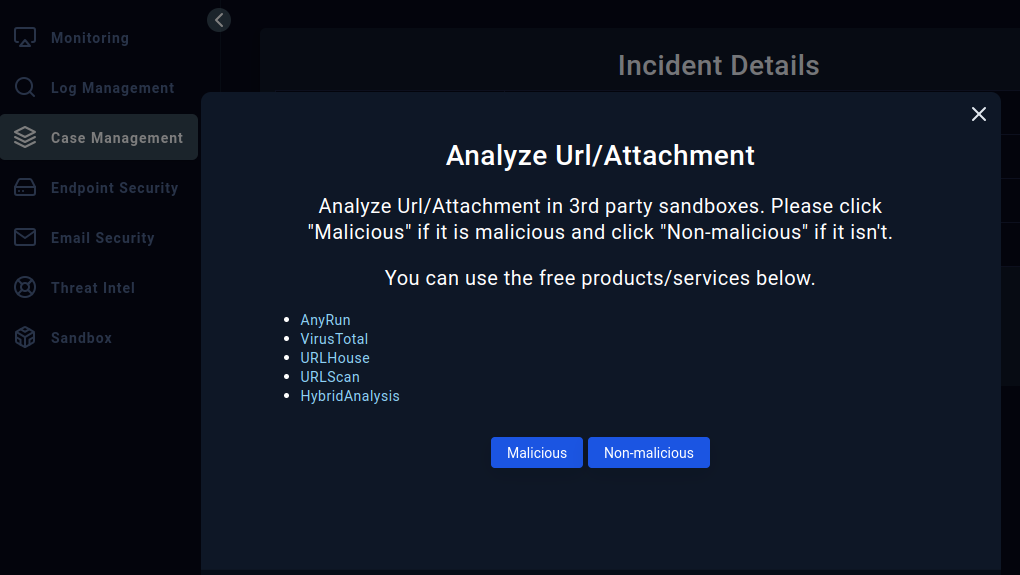 Monitoring
Log Management
Case Management
Endpoint Security
Email Security
Threat Intel
Sandbox
Incident Details
Analyze Url/Attachment
Analyze Url/Attachment in 3rd party sandboxes. Please click
"Malicious" if it is malicious and click "Non-malicious" if it isn't.
You can use the free products/services below.
AnyRun
VirusTotal
URLHouse
URLScan
HybridAnalysis
Malicious
Non-malicious